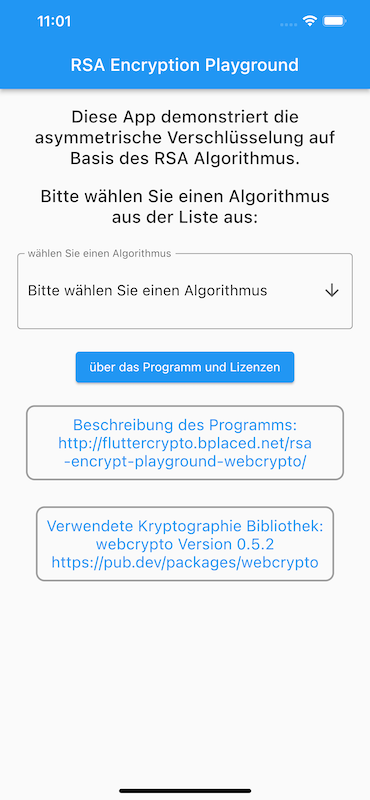 11:01
RSA Encryption Playground
Diese App demonstriert die
asymmetrische Verschlüsselung auf
Basis des RSA Algorithmus.
Bitte wählen Sie einen Algorithmus
aus der Liste aus:
wählen Sie einen Algorithmus
Bitte wählen Sie einen Algorithmus
über das Programm und Lizenzen
Beschreibung des Programms:
http://fluttercrypto.bplaced.net/rsa
-encrypt-playground-webcrypto/
Verwendete Kryptographie Bibliothek:
webcrypto Version 0.5.2
https://pub.dev/packages/webcrypto